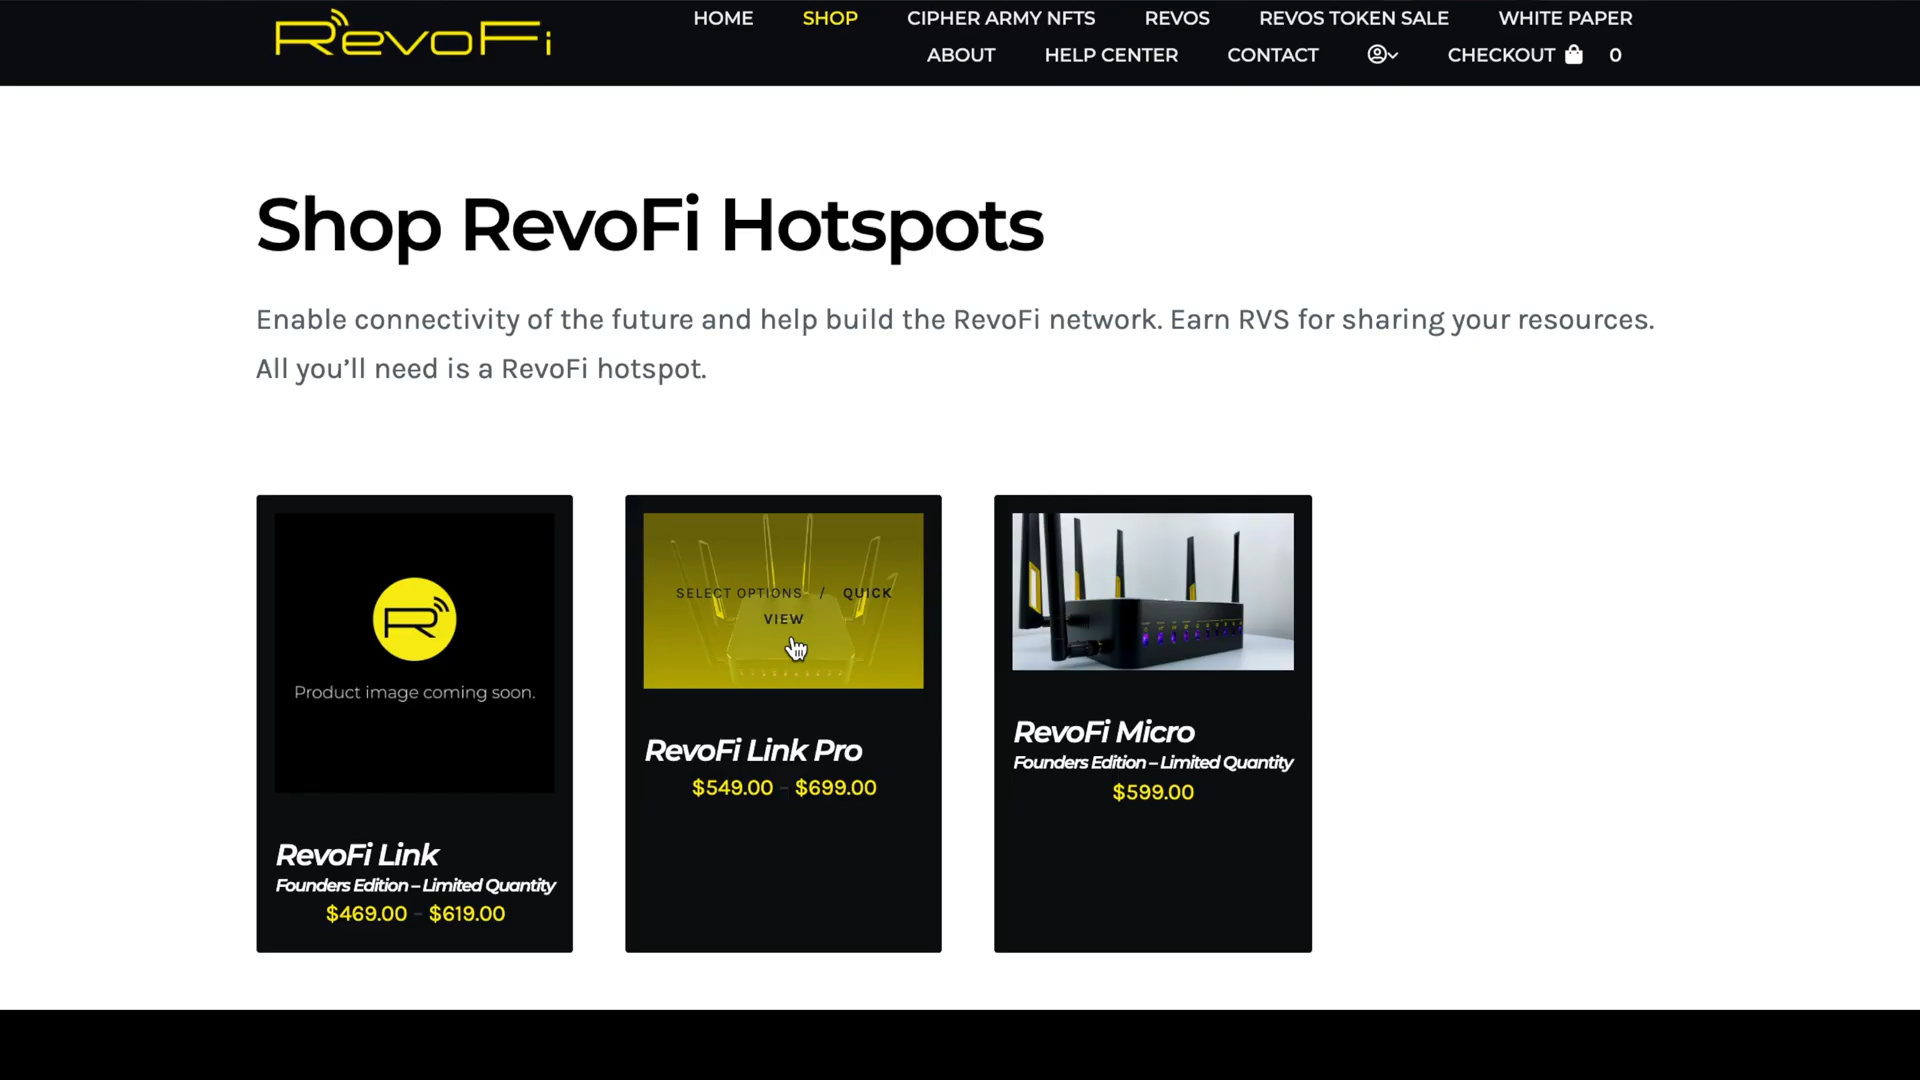 RevoFi
HOME SHOP CIPHER ARMY NFTS REVOS REVOS TOKEN SALE WHITE PAPER
ABOUT HELP CENTER CONTACT CHECKOUT 0
Shop RevoFi Hotspots
Enable connectivity of the future and help build the RevoFi network. Earn RVS for sharing your resources.
All you’ll need is a RevoFi hotspot.
R
Product image coming soon.
RevoFi Link
Founders Edition – Limited Quantity
$469.00 – $619.00
SELECT OPTIONS / QUICK
VIEW
RevoFi Link Pro
$549.00 – $699.00
RevoFi Micro
Founders Edition – Limited Quantity
$599.00